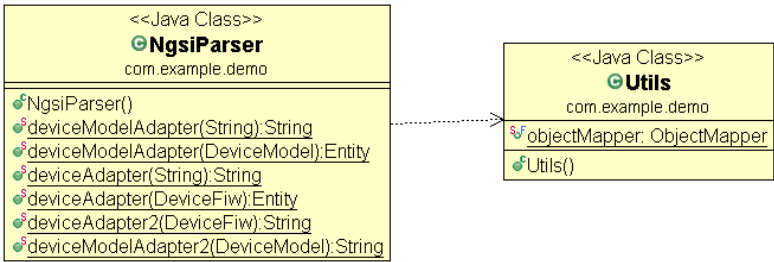 <<Java Class>>
NgsiParser
com.example.demo
NgsiParser()
deviceModelAdapter(String):String
deviceModelAdapter(DeviceModel):Entity
deviceAdapter(String):String
deviceAdapter(DeviceFiw):Entity
deviceAdapter2(DeviceFiw):String
deviceModelAdapter2(DeviceModel):String
<<Java Class>>
Utils
com.example.demo
objectMapper: ObjectMapper
Utils()